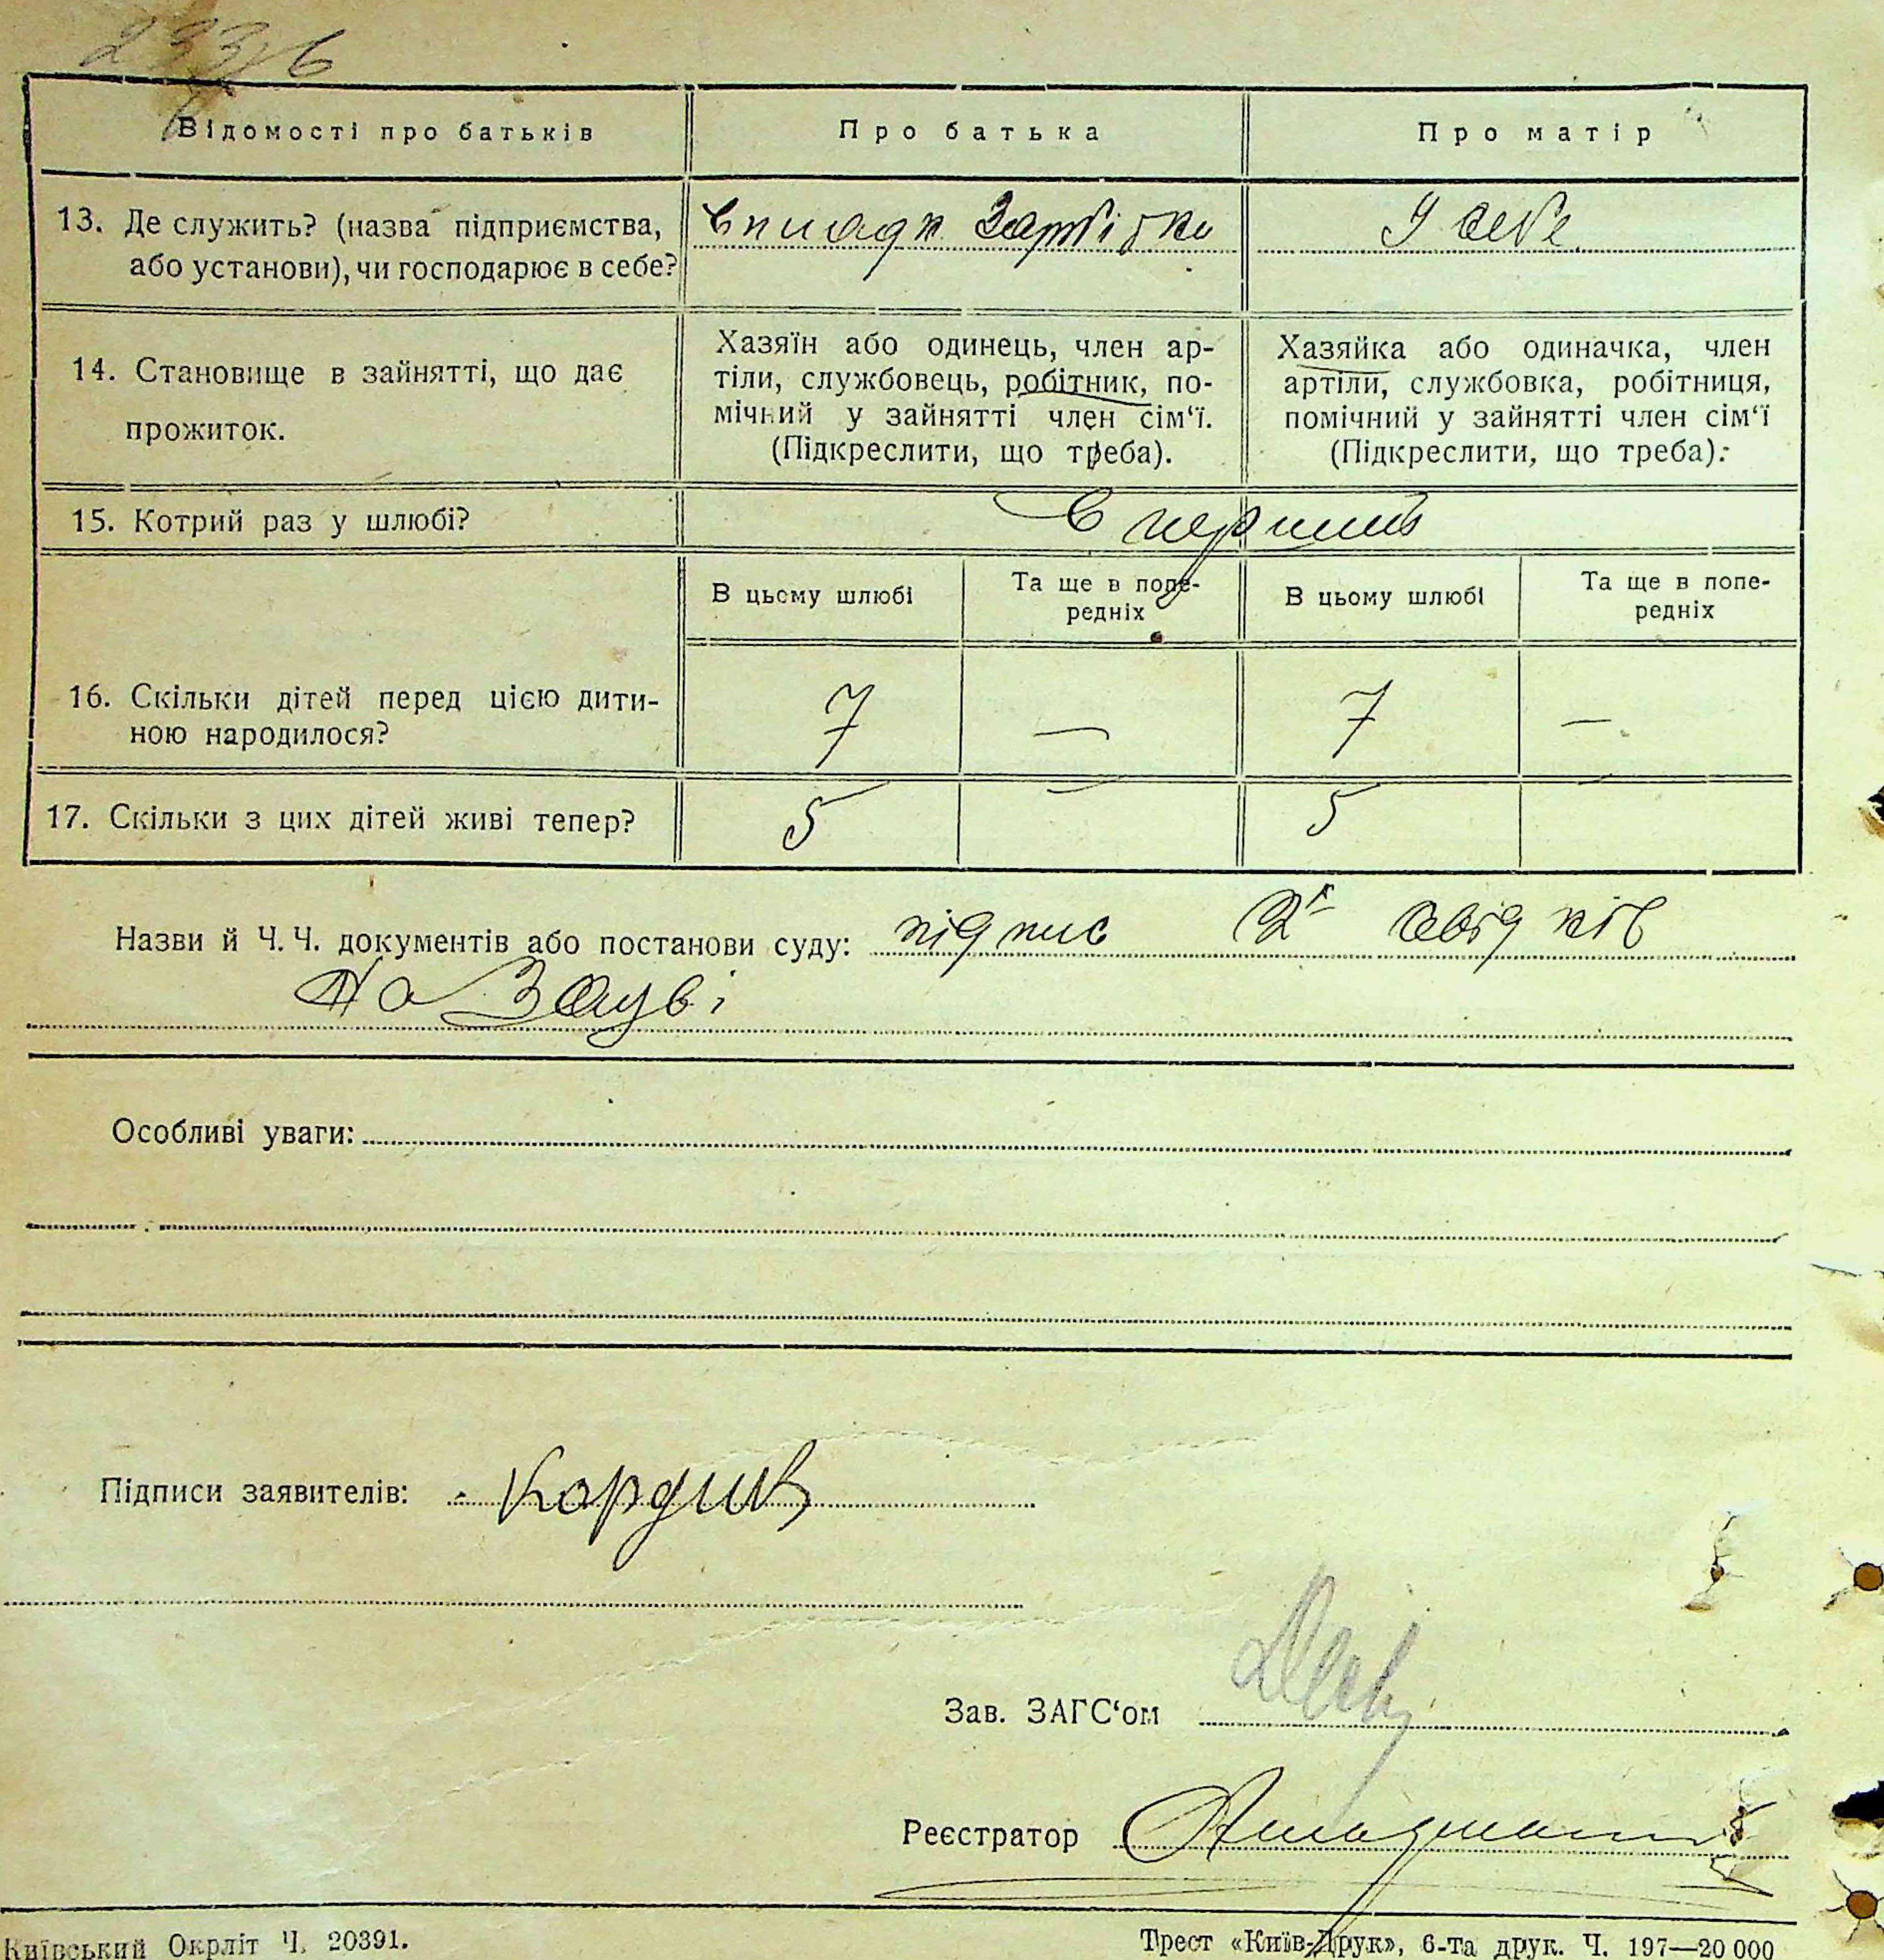 Відомості про батьків
Про батька
Про матір
13. Де служить? (назва підприємства,
або установи), чи господарює в себе?
Випадк Зарбітки
У себе
14. Становище в зайнятті, що дає
прожиток.
Хазяїн або одинець, член ар-
тіли, службовець, робітник, по-
мічний у зайнятті член сім‘ї.
(Підкреслити, що треба).
Хазяйка або одиначка, член
артіли, службовка, робітниця,
помічний у зайнятті член сім‘ї
(Підкреслити, що треба).
15. Котрий раз у шлюбі?
В перший
В цьому шлюбі
Та ще в попе-
редніх
В цьому шлюбі
Та ще в попе-
редніх
16. Скільки дітей перед цією дити-
ною народилося?
7
—
7
—
17. Скільки з цих дітей живі тепер?
5
—
5
Назви й Ч. Ч. документів або постанови суду: підпис 2х свідків
На Заяві
Особливі уваги:
Підписи заявителів:
Зав. ЗАГС‘ом
Реєстратор
Київський Окрліт Ч. 20391.
Трест «Київ-Друк», 6-та друк. Ч. 197—20 000